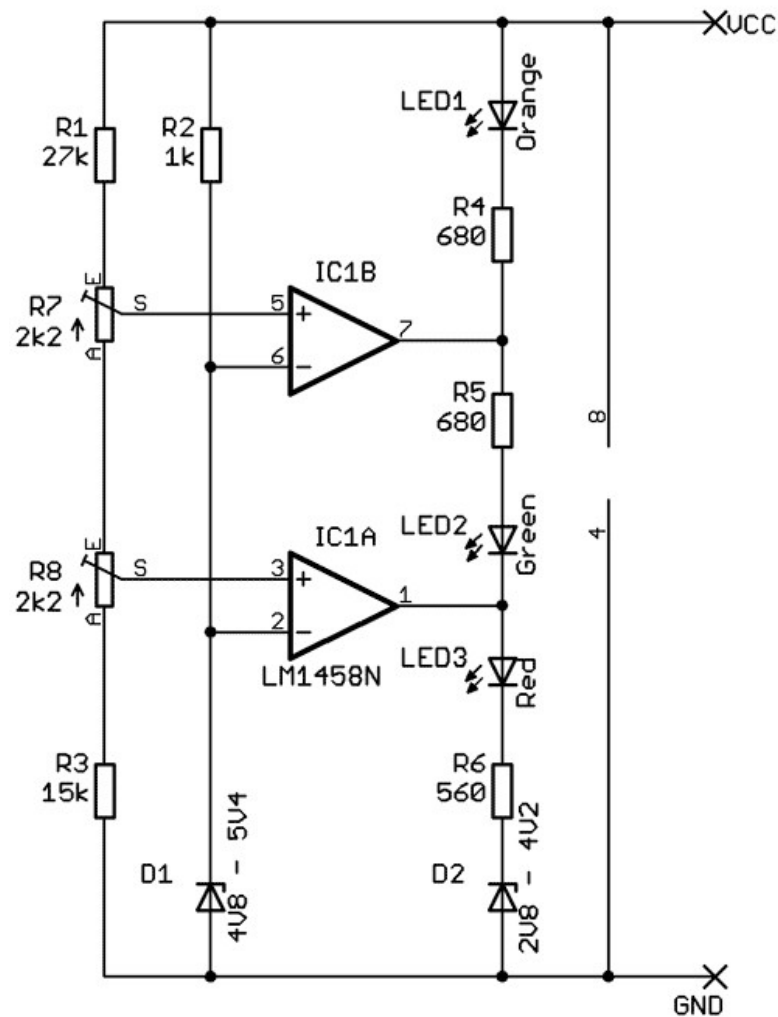 VCC
LED1
Orange
R1
27k
R2
1k
R4
680
IC1B
E
S
R7
2k2
A
5
+
6
−
7
R5
680
8
E
S
R8
2k2
A
IC1A
3
+
2
−
1
LM1458N
LED2
Green
4
LED3
Red
R3
15k
R6
560
D1
4V8 - 5V4
D2
2V8 - 4V2
GND